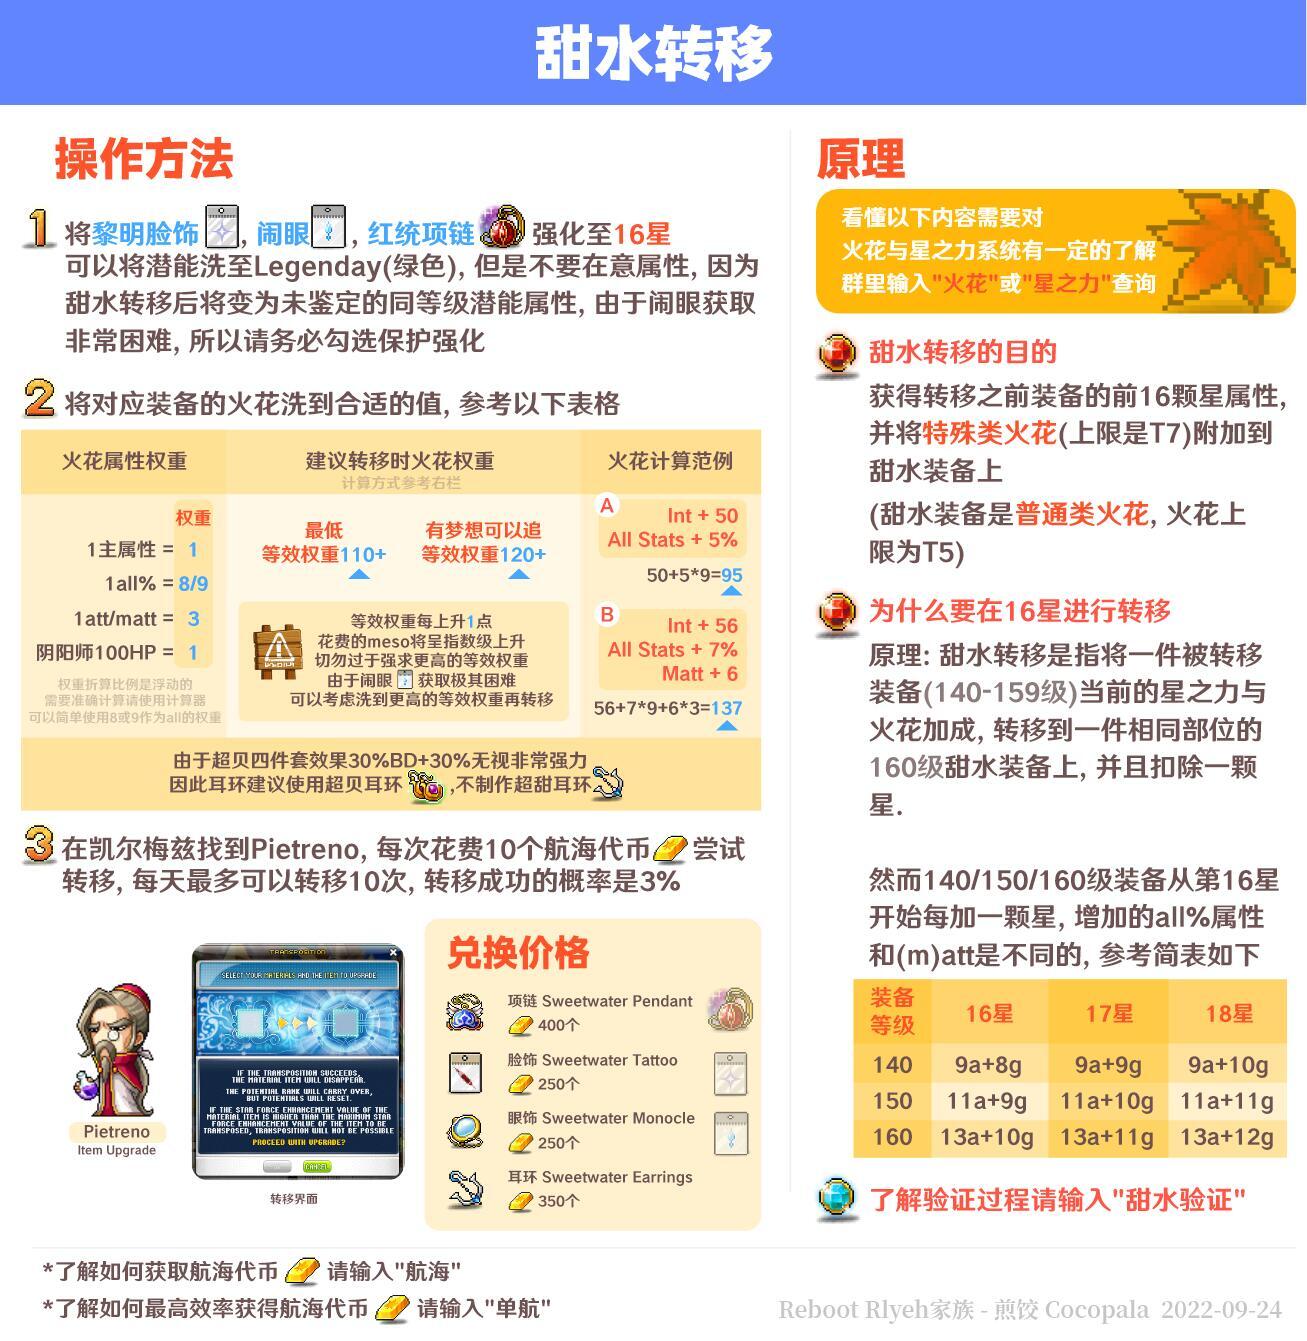 甜水转移
操作方法
1 将黎明脸饰, 闹眼, 红统项链 强化至16星
可以将潜能洗至Legenday(绿色), 但是不要在意属性, 因为
甜水转移后将变为未鉴定的同等级潜能属性, 由于闹眼获取
非常困难, 所以请务必勾选保护强化
2 将对应装备的火花洗到合适的值, 参考以下表格
火花属性权重
权重
1主属性 = 1
1all% = 8/9
1att/matt = 3
阴阳师100HP = 1
权重折算比例是浮动的
需要准确计算请使用计算器
可以简单使用8或9作为all的权重
建议转移时火花权重
计算方式参考右栏
最低
等效权重110+
有梦想可以追
等效权重120+
等效权重每上升1点
花费的meso将呈指数级上升
切勿过于强求更高的等效权重
由于闹眼 获取极其困难
可以考虑洗到更高的等效权重再转移
火花计算范例
A
Int + 50
All Stats + 5%
50+5*9=95
B
Int + 56
All Stats + 7%
Matt + 6
56+7*9+6*3=137
由于超贝四件套效果30%BD+30%无视非常强力
因此耳环建议使用超贝耳环 ,不制作超甜耳环
3 在凯尔梅兹找到Pietreno, 每次花费10个航海代币 尝试
转移, 每天最多可以转移10次, 转移成功的概率是3%
Pietreno
Item Upgrade
TRANSPOSITION
SELECT YOUR MATERIALS AND THE ITEM TO UPGRADE
IF THE TRANSPOSITION SUCCEEDS,
THE MATERIAL ITEM WILL DISAPPEAR.
THE POTENTIAL RANK WILL CARRY OVER,
BUT POTENTIALS WILL RESET.
IF THE STAR FORCE ENHANCEMENT VALUE OF THE
MATERIAL ITEM IS HIGHER THAN THE MAXIMUM STAR
FORCE ENHANCEMENT VALUE OF THE ITEM TO BE
TRANSPOSED, TRANSPOSITION WILL NOT BE POSSIBLE
PROCEED WITH UPGRADE?
CANCEL
转移界面
兑换价格
项链 Sweetwater Pendant
400个
脸饰 Sweetwater Tattoo
250个
眼饰 Sweetwater Monocle
250个
耳环 Sweetwater Earrings
350个
原理
看懂以下内容需要对
火花与星之力系统有一定的了解
群里输入"火花"或"星之力"查询
甜水转移的目的
获得转移之前装备的前16颗星属性,
并将特殊类火花(上限是T7)附加到
甜水装备上
(甜水装备是普通类火花, 火花上
限为T5)
为什么要在16星进行转移
原理: 甜水转移是指将一件被转移
装备(140-159级)当前的星之力与
火花加成, 转移到一件相同部位的
160级甜水装备上, 并且扣除一颗
星.
然而140/150/160级装备从第16星
开始每加一颗星, 增加的all%属性
和(m)att是不同的, 参考简表如下
装备等级 16星 17星 18星
140 9a+8g 9a+9g 9a+10g
150 11a+9g 11a+10g 11a+11g
160 13a+10g 13a+11g 13a+12g
了解验证过程请输入"甜水验证"
*了解如何获取航海代币 请输入"航海"
*了解如何最高效率获得航海代币 请输入"单航"
Reboot Rlyeh家族 - 煎饺 Cocopala 2022-09-24